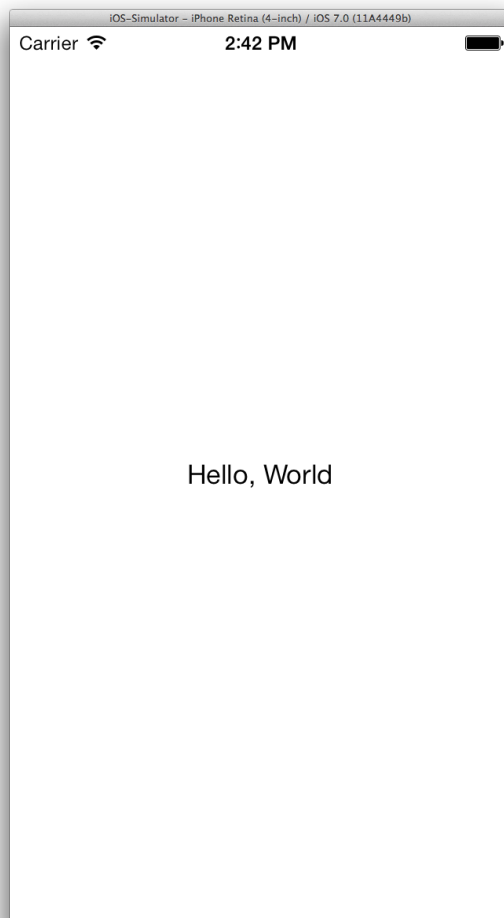 iOS-Simulator - iPhone Retina (4-inch) / iOS 7.0 (11A4449b)
Carrier 2:42 PM
Hello, World